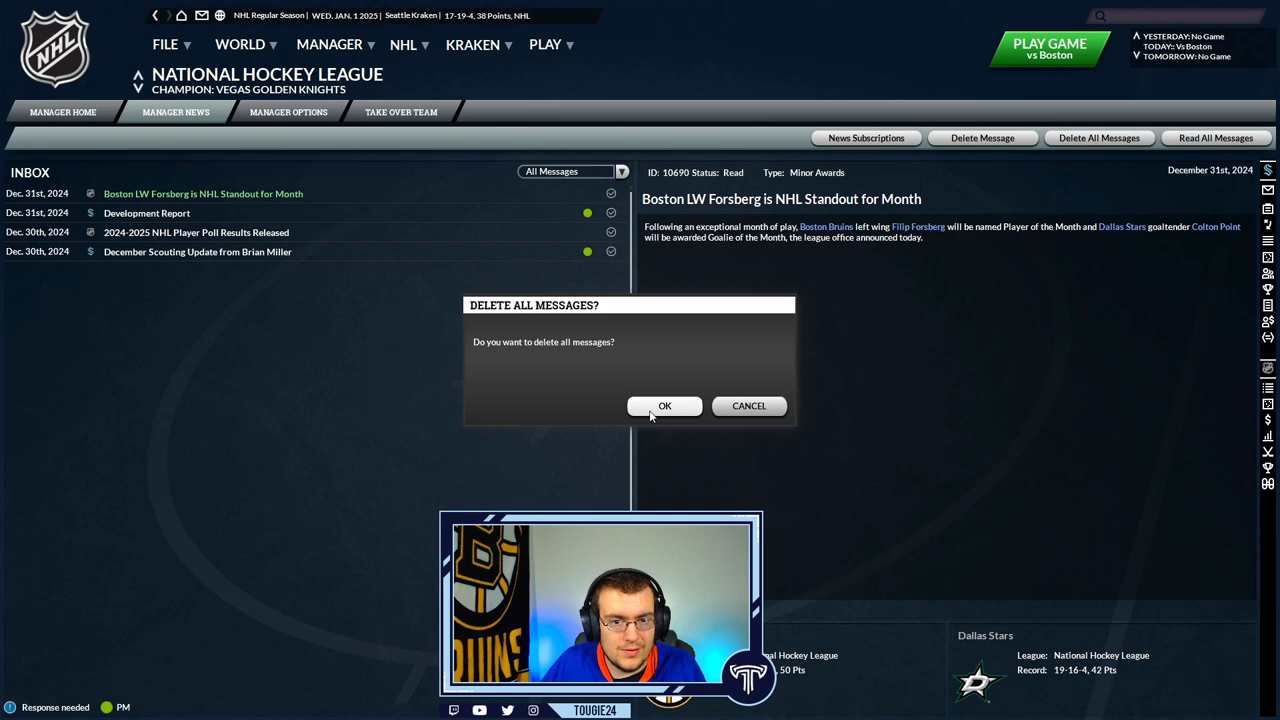 NHL Regular Season | WED. JAN. 1 2025 | Seattle Kraken | 17-19-4, 38 Points, NHL
NHL
FILE WORLD MANAGER NHL KRAKEN PLAY
PLAY GAME
vs Boston
YESTERDAY: No Game
TODAY:: Vs Boston
TOMORROW: No Game
NATIONAL HOCKEY LEAGUE
CHAMPION: VEGAS GOLDEN KNIGHTS
MANAGER HOME MANAGER NEWS MANAGER OPTIONS TAKE OVER TEAM
News Subscriptions Delete Message Delete All Messages Read All Messages
INBOX All Messages
Dec. 31st, 2024 Boston LW Forsberg is NHL Standout for Month
Dec. 31st, 2024 $ Development Report
Dec. 30th, 2024 2024-2025 NHL Player Poll Results Released
Dec. 30th, 2024 $ December Scouting Update from Brian Miller
ID: 10690 Status: Read Type: Minor Awards December 31st, 2024
Boston LW Forsberg is NHL Standout for Month
Following an exceptional month of play, Boston Bruins left wing Filip Forsberg will be named Player of the Month and Dallas Stars goaltender Colton Point
will be awarded Goalie of the Month, the league office announced today.
DELETE ALL MESSAGES?
Do you want to delete all messages?
OK CANCEL
B
UINS
nal Hockey League
50 Pts
Dallas Stars
League: National Hockey League
Record: 19-16-4, 42 Pts
Response needed PM
TOUGIE24